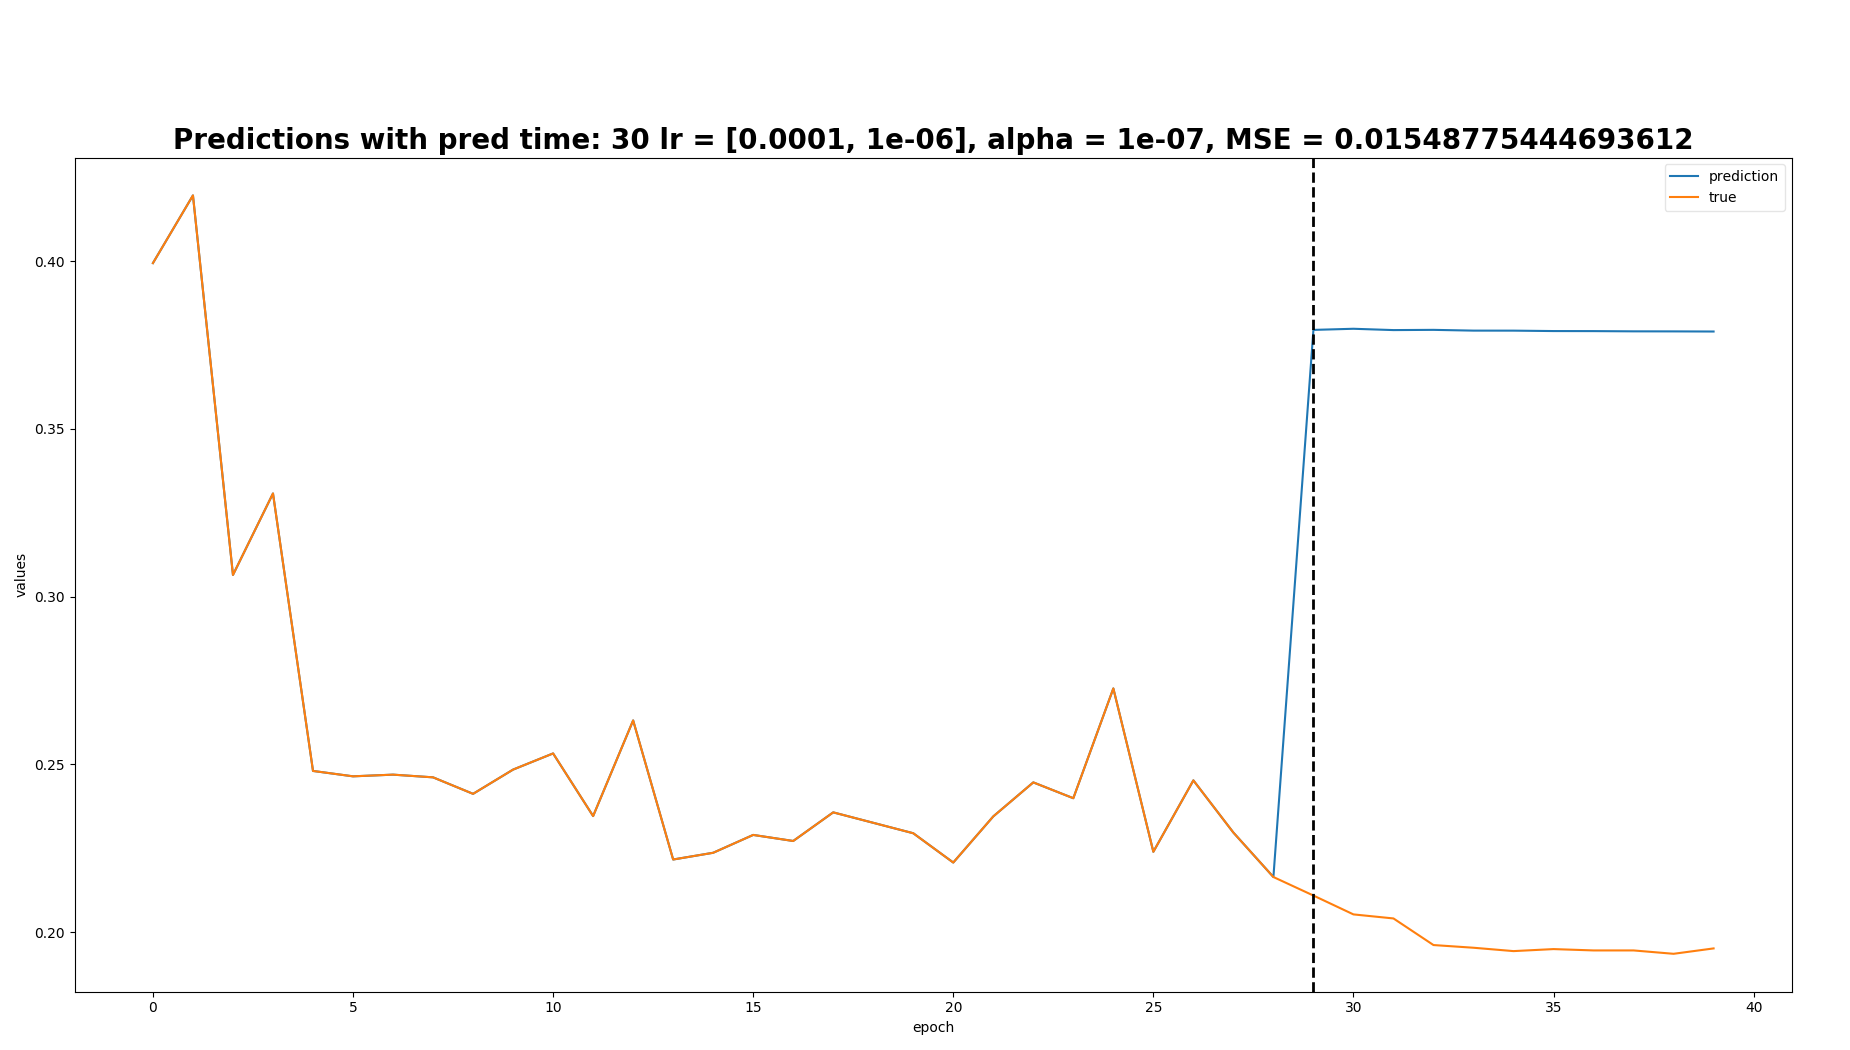 Predictions with pred time: 30 lr = [0.0001, 1e-06], alpha = 1e-07, MSE = 0.01548775444693612
prediction
true
0.40
0.35
0.30
0.25
0.20
values
0 5 10 15 20 25 30 35 40
epoch